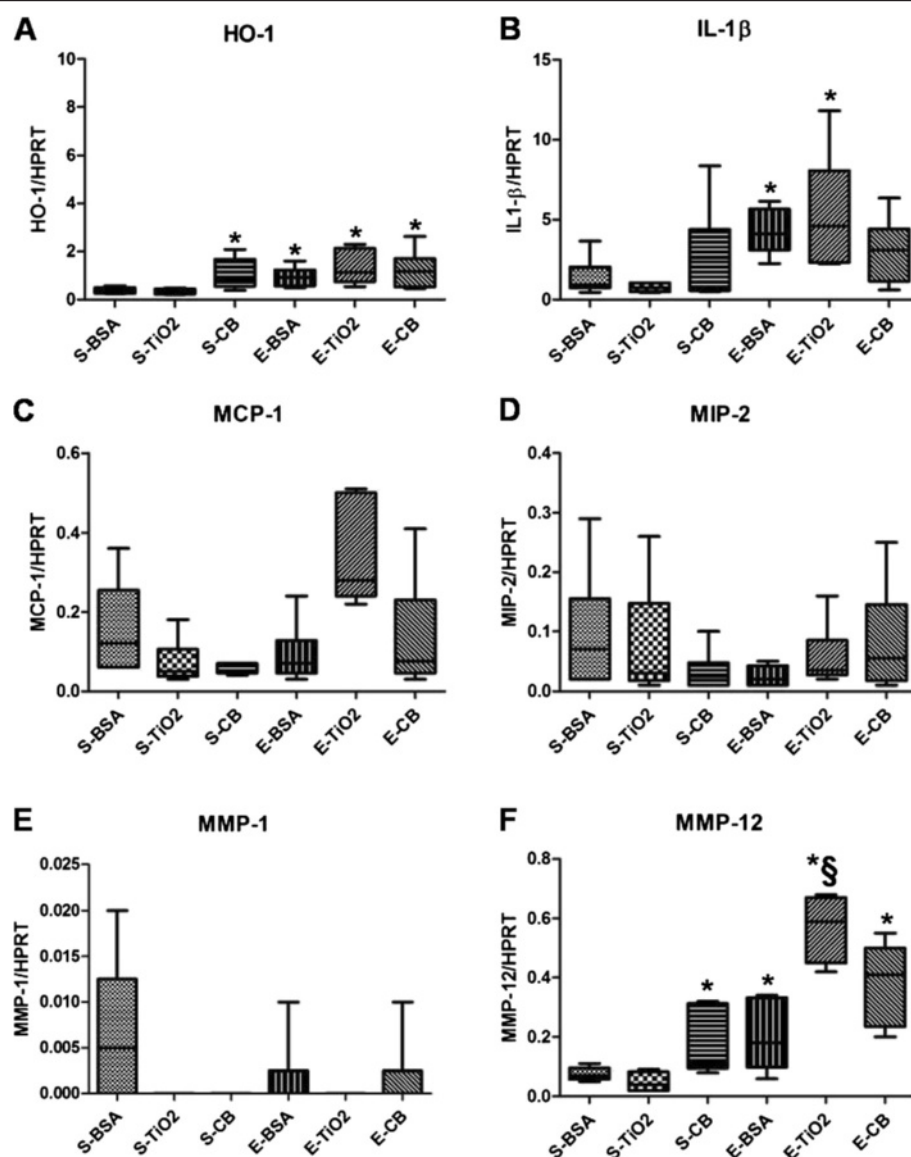 A
HO-1
HO-1/HPRT
10
8
6
4
2
0
*
*
*
*
S-BSA
S-TiO2
S-CB
E-BSA
E-TiO2
E-CB
B
IL-1β
IL1-β/HPRT
15
10
5
0
*
*
S-BSA
S-TiO2
S-CB
E-BSA
E-TiO2
E-CB
C
MCP-1
MCP-1/HPRT
0.6
0.4
0.2
0.0
S-BSA
S-TiO2
S-CB
E-BSA
E-TiO2
E-CB
D
MIP-2
MIP-2/HPRT
0.4
0.3
0.2
0.1
0.0
S-BSA
S-TiO2
S-CB
E-BSA
E-TiO2
E-CB
E
MMP-1
MMP-1/HPRT
0.025
0.020
0.015
0.010
0.005
0.000
S-BSA
S-TiO2
S-CB
E-BSA
E-TiO2
E-CB
F
MMP-12
MMP-12/HPRT
0.8
0.6
0.4
0.2
0.0
*
*
*§
*
S-BSA
S-TiO2
S-CB
E-BSA
E-TiO2
E-CB